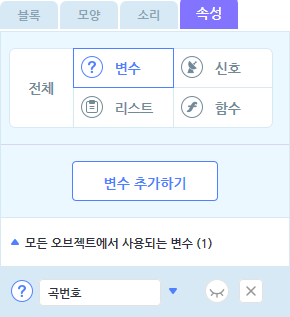 블록 모양 소리 속성
전체 변수 신호
리스트 함수
변수 추가하기
모든 오브젝트에서 사용되는 변수 (1)
곡번호